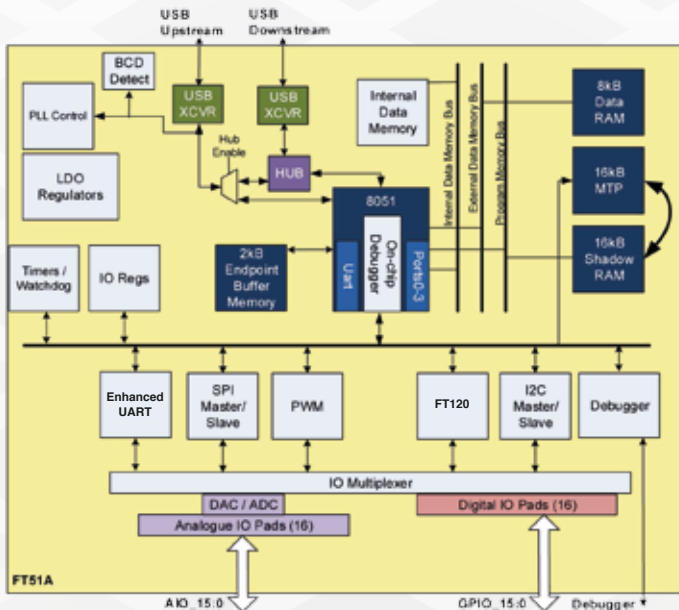 USB
Upstream
USB
Downstream
BCD
Detect
PLL Control
USB
XCVR
USB
XCVR
Internal
Data
Memory
8kB
Data
RAM
Hub
Enable
HUB
LDO
Regulators
16kB
MTP
8051
On-chip
Debugger
Uart
Ports0-3
Internal Data Memory Bus
External Data Memory Bus
Program Memory Bus
16kB
Shadow
RAM
2kB
Endpoint
Buffer
Memory
Timers /
Watchdog
IO Regs
Enhanced
UART
SPI
Master/
Slave
PWM
FT120
I2C
Master/
Slave
Debugger
IO Multiplexer
DAC / ADC
Analogue IO Pads (16)
Digital IO Pads (16)
FT51A
AIO_15:0
GPIO_15:0
Debugger